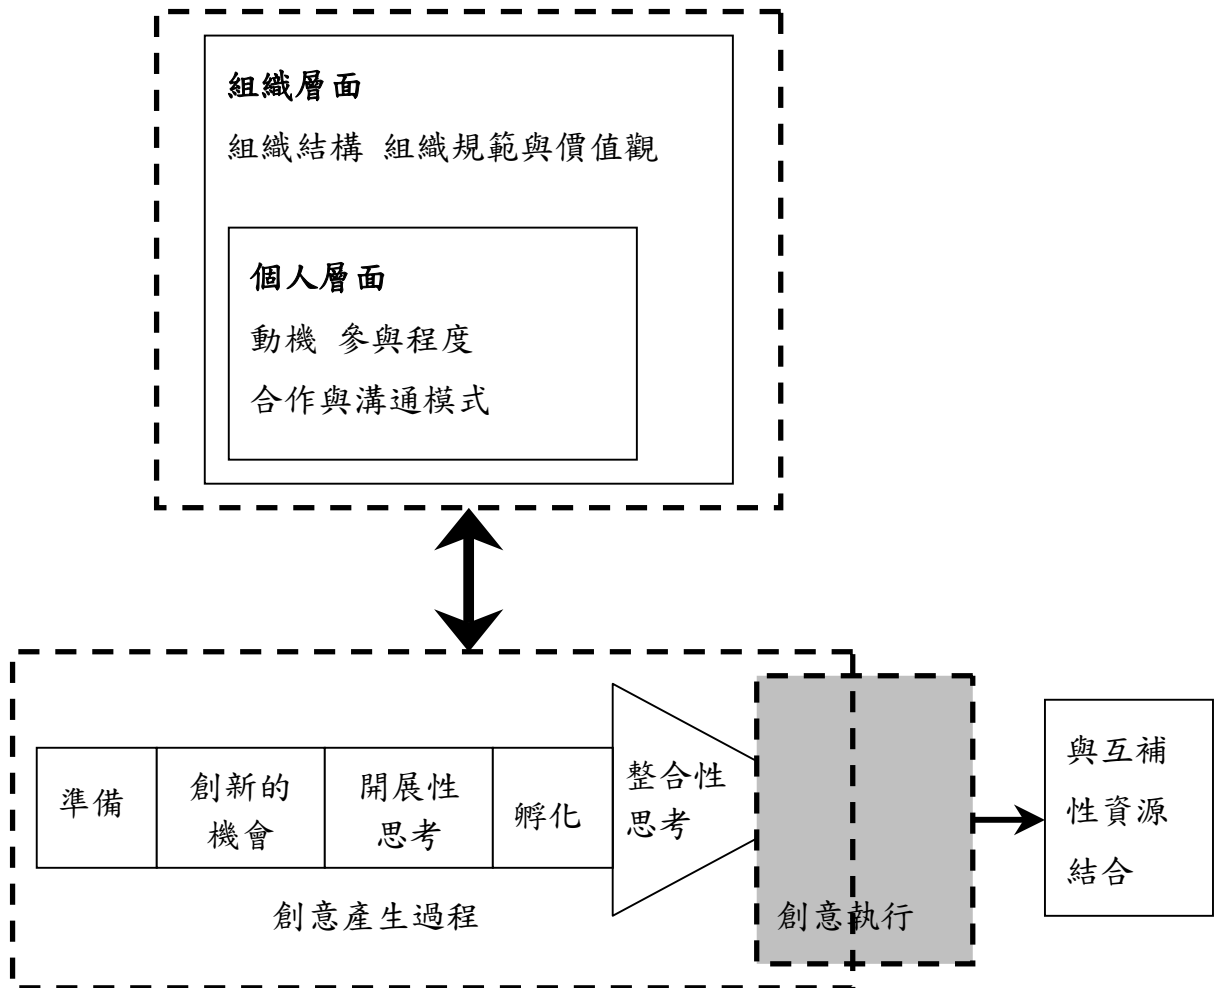 組織層面
組織結構 組織規範與價值觀
個人層面
動機 參與程度
合作與溝通模式
準備
創新的
機會
開展性
思考
孵化
整合性
思考
創意產生過程
創意執行
與互補
性資源
結合